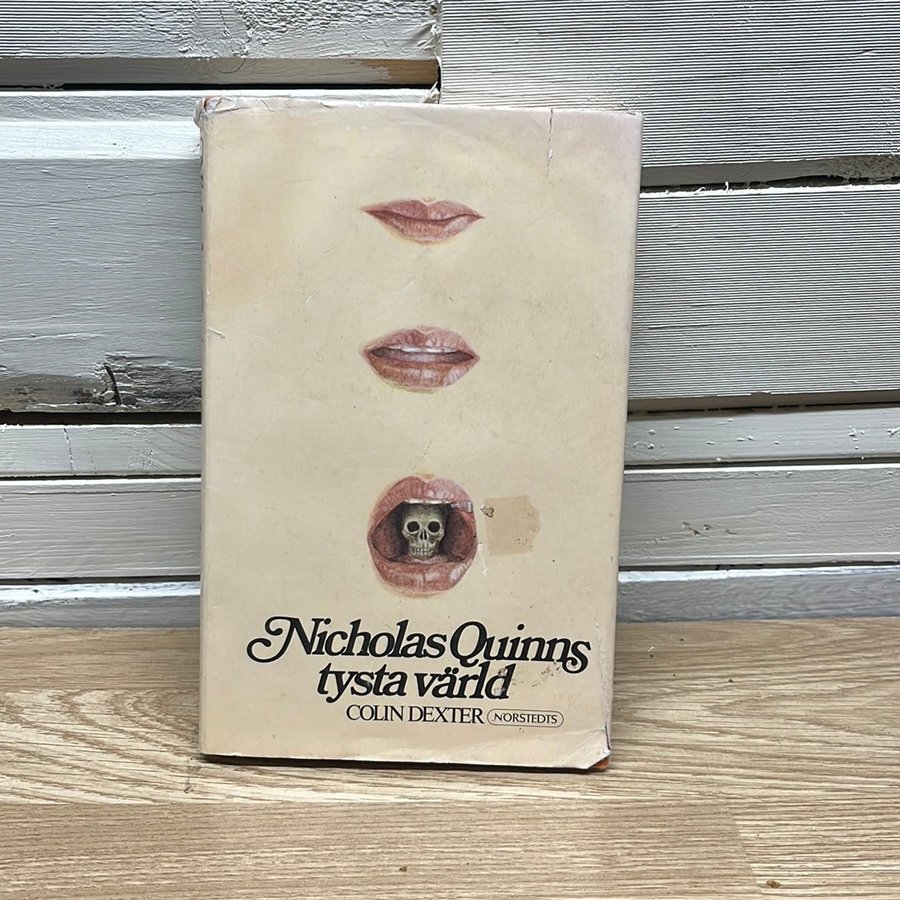 Nicholas Quinns
tysta värld
COLIN DEXTER NORSTEDTS